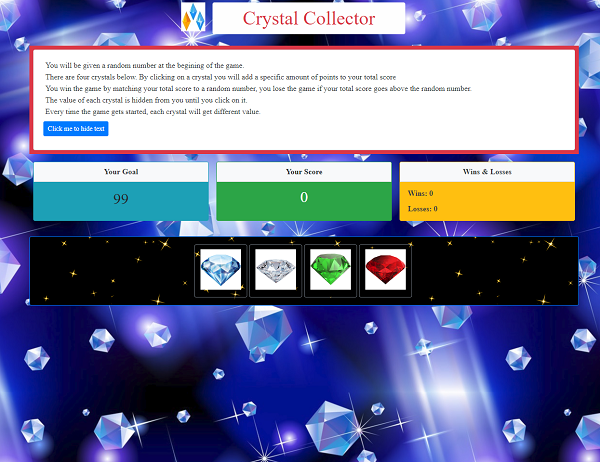 Crystal Collector
You will be given a random number at the begining of the game.
There are four crystals below. By clicking on a crystal you will add a specific amount of points to your total score
You win the game by matching your total score to a random number, you lose the game if your total score goes above the random number.
The value of each crystal is hidden from you until you click on it.
Every time the game gets started, each crystal will get different value.
Click me to hide text
Your Goal
99
Your Score
0
Wins & Losses
Wins: 0
Losses: 0